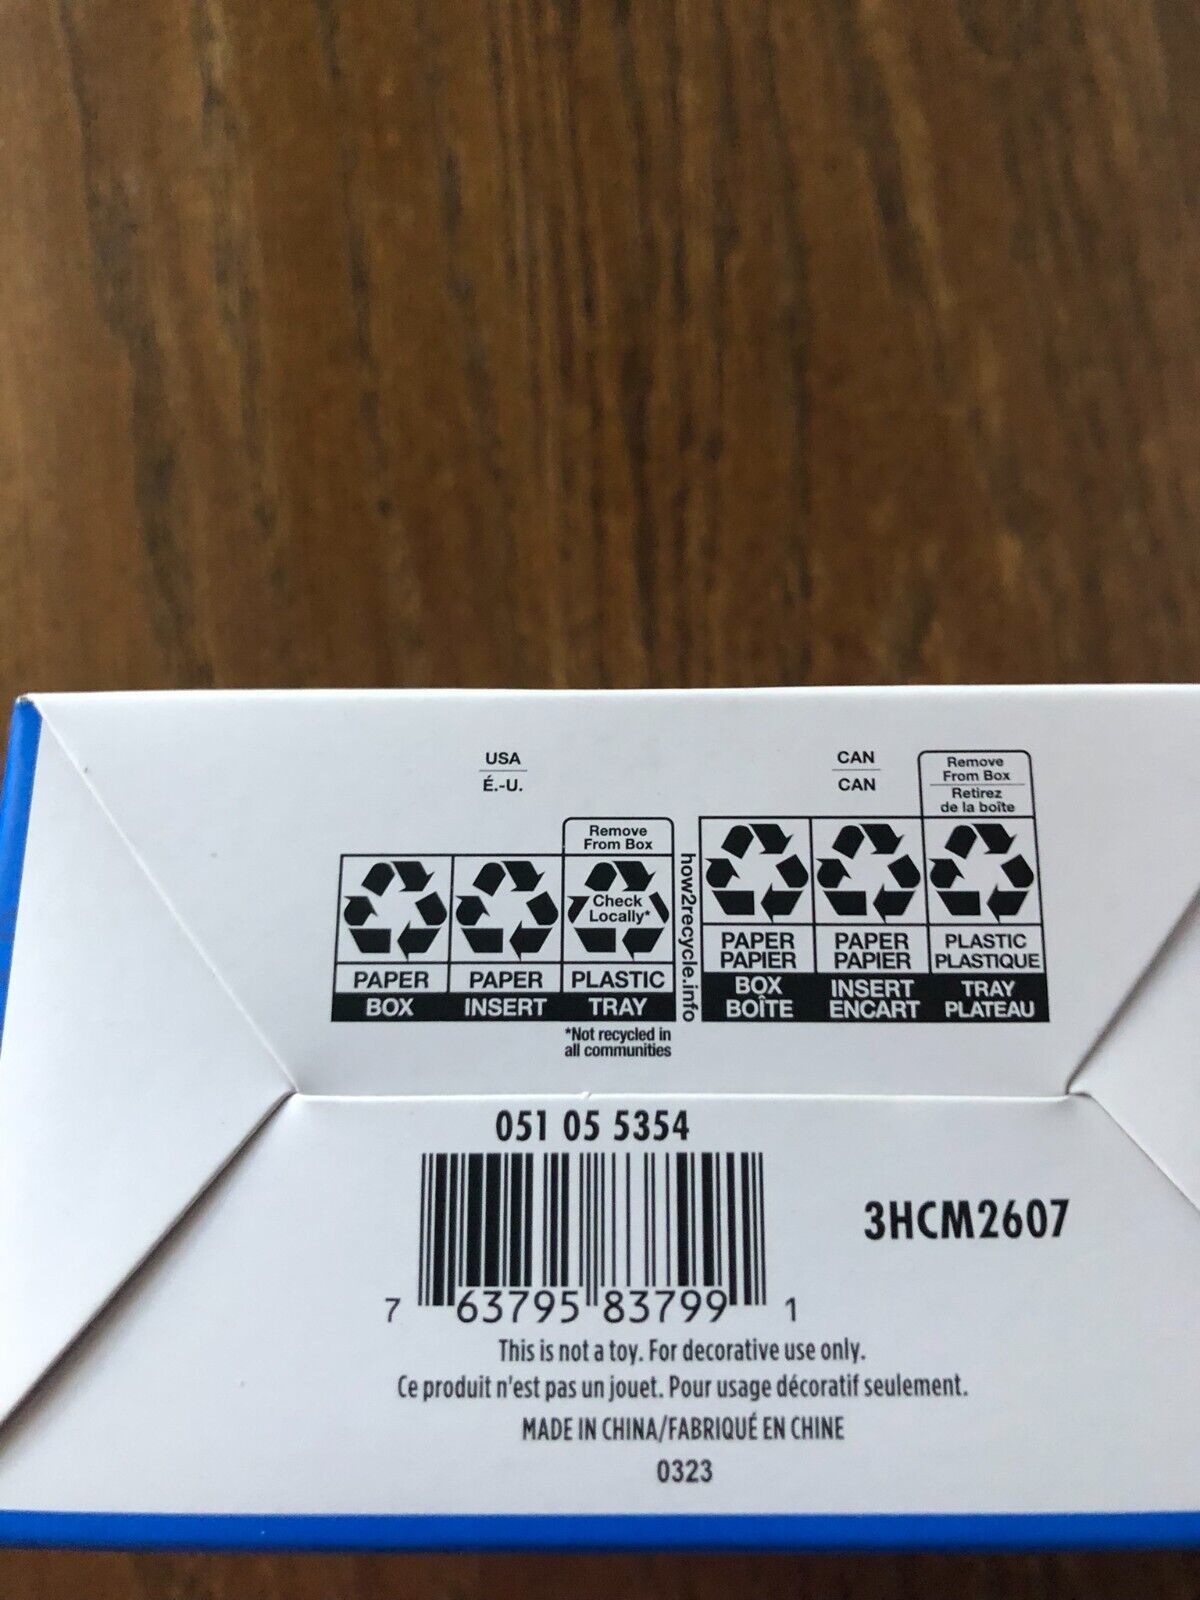 USA
É.-U.
Remove
From Box
Check
Locally*
PAPER
PAPER
PLASTIC
BOX
INSERT
TRAY
*Not recycled in
all communities
how2recycle.info
CAN
CAN
Remove
From Box
Retirez
de la boîte
PAPER
PAPIER
PAPER
PAPIER
PLASTIC
PLASTIQUE
BOX
BOÎTE
INSERT
ENCART
TRAY
PLATEAU
051 05 5354
7 63795 83799 1
3HCM2607
This is not a toy. For decorative use only.
Ce produit n'est pas un jouet. Pour usage décoratif seulement.
MADE IN CHINA/FABRIQUÉ EN CHINE
0323